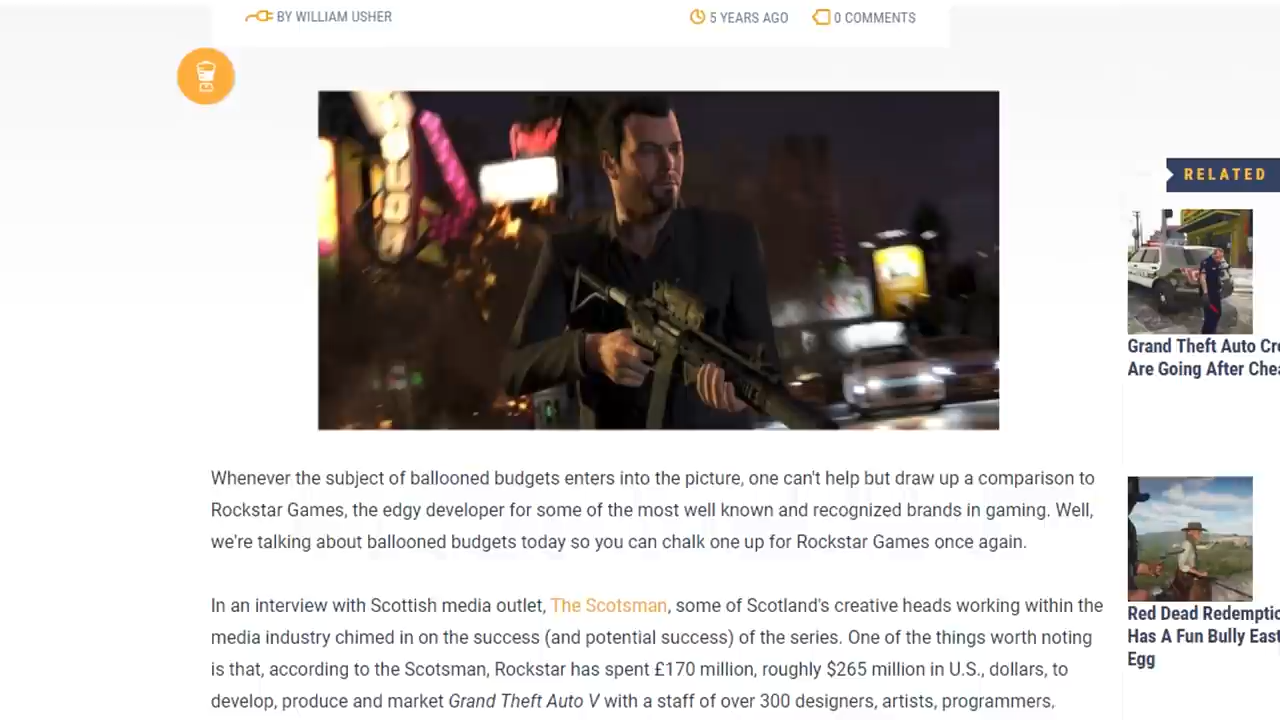 BY WILLIAM USHER
5 YEARS AGO
0 COMMENTS
RELATED
Grand Theft Auto Cr
Are Going After Chea
Whenever the subject of ballooned budgets enters into the picture, one can't help but draw up a comparison to
Rockstar Games, the edgy developer for some of the most well known and recognized brands in gaming. Well,
we're talking about ballooned budgets today so you can chalk one up for Rockstar Games once again.
Red Dead Redemptio
Has A Fun Bully East
Egg
In an interview with Scottish media outlet, The Scotsman, some of Scotland's creative heads working within the
media industry chimed in on the success (and potential success) of the series. One of the things worth noting
is that, according to the Scotsman, Rockstar has spent £170 million, roughly $265 million in U.S., dollars, to
develop, produce and market Grand Theft Auto V with a staff of over 300 designers, artists, programmers,